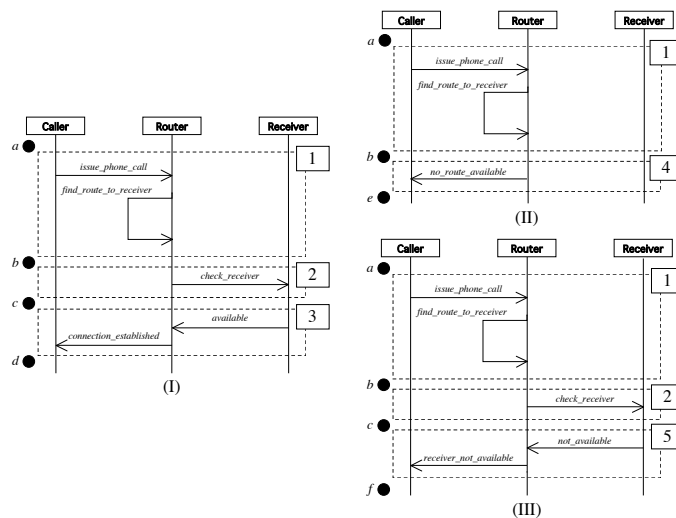 Caller Router Receiver
a
1
issue_phone_call
find_route_to_receiver
b
2
check_receiver
c
3
available
connection_established
d
(I)
Caller Router Receiver
a
1
issue_phone_call
find_route_to_receiver
b
4
no_route_available
e
(II)
Caller Router Receiver
a
1
issue_phone_call
find_route_to_receiver
b
2
check_receiver
c
5
not_available
receiver_not_available
f
(III)